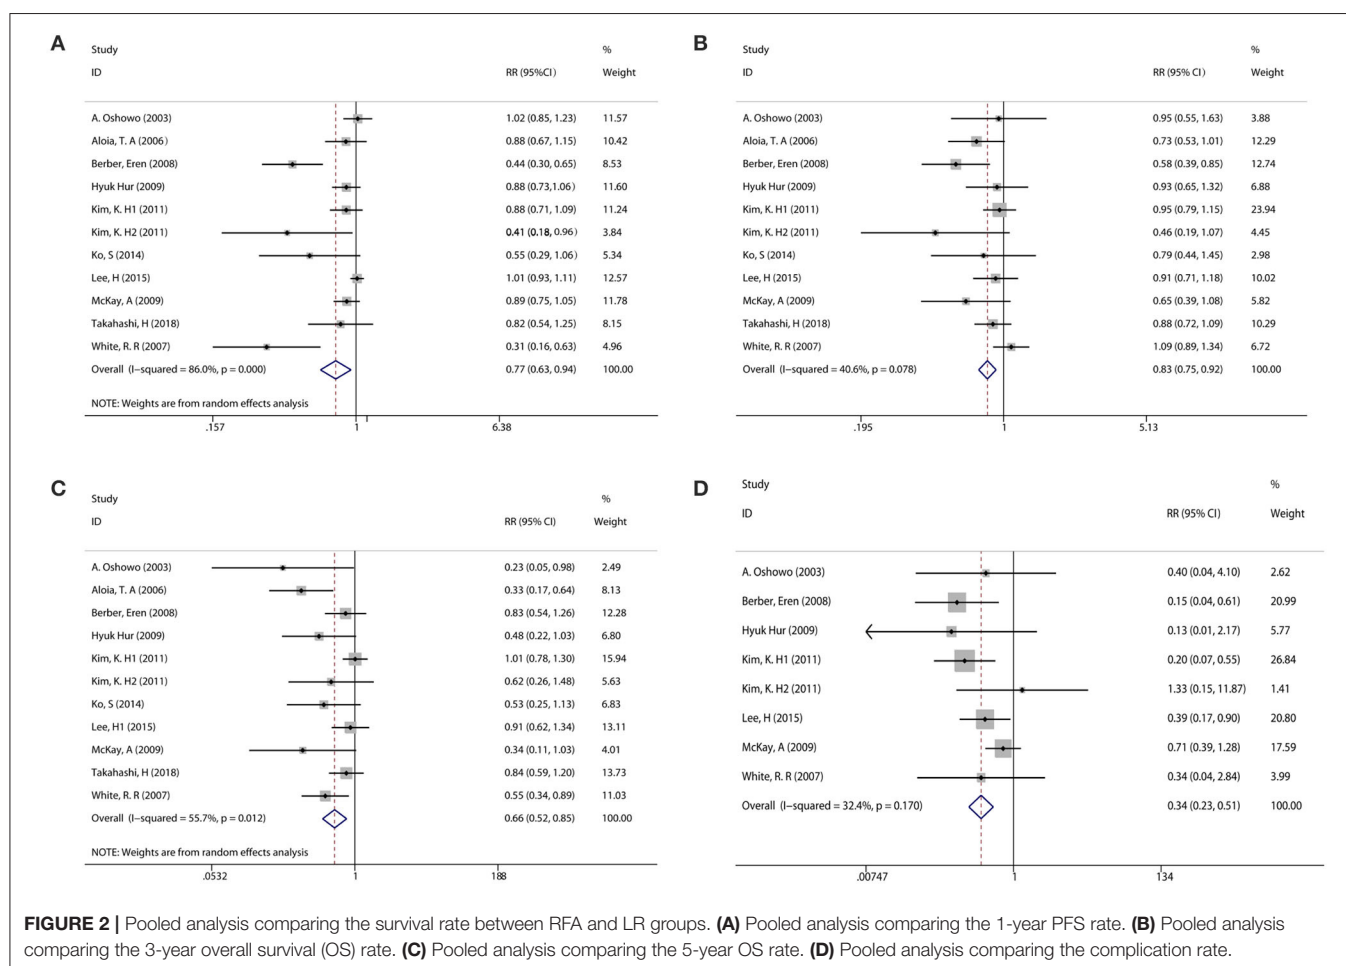 A
Study %
ID RR (95%CI) Weight
A. Oshowo (2003) 1.02 (0.85, 1.23) 11.57
Aloia, T. A (2006) 0.88 (0.67, 1.15) 10.42
Berber, Eren (2008) 0.44 (0.30, 0.65) 8.53
Hyuk Hur (2009) 0.88 (0.73,1.06) 11.60
Kim, K. H1 (2011) 0.88 (0.71, 1.09) 11.24
Kim, K. H2 (2011) 0.41 (0.18, 0.96) 3.84
Ko, S (2014) 0.55 (0.29, 1.06) 5.34
Lee, H (2015) 1.01 (0.93, 1.11) 12.57
McKay, A (2009) 0.89 (0.75, 1.05) 11.78
Takahashi, H (2018) 0.82 (0.54, 1.25) 8.15
White, R. R (2007) 0.31 (0.16, 0.63) 4.96
Overall (I-squared = 86.0%, p = 0.000) 0.77 (0.63, 0.94) 100.00
NOTE: Weights are from random effects analysis
.157 1 6.38
B
Study %
ID RR (95% CI) Weight
A. Oshowo (2003) 0.95 (0.55, 1.63) 3.88
Aloia, T. A (2006) 0.73 (0.53, 1.01) 12.29
Berber, Eren (2008) 0.58 (0.39, 0.85) 12.74
Hyuk Hur (2009) 0.93 (0.65, 1.32) 6.88
Kim, K. H1 (2011) 0.95 (0.79, 1.15) 23.94
Kim, K. H2 (2011) 0.46 (0.19, 1.07) 4.45
Ko, S (2014) 0.79 (0.44, 1.45) 2.98
Lee, H (2015) 0.91 (0.71, 1.18) 10.02
McKay, A (2009) 0.65 (0.39, 1.08) 5.82
Takahashi, H (2018) 0.88 (0.72, 1.09) 10.29
White, R. R (2007) 1.09 (0.89, 1.34) 6.72
Overall (I-squared = 40.6%, p = 0.078) 0.83 (0.75, 0.92) 100.00
.195 1 5.13
C
Study %
ID RR (95% CI) Weight
A. Oshowo (2003) 0.23 (0.05, 0.98) 2.49
Aloia, T. A (2006) 0.33 (0.17, 0.64) 8.13
Berber, Eren (2008) 0.83 (0.54, 1.26) 12.28
Hyuk Hur (2009) 0.48 (0.22, 1.03) 6.80
Kim, K. H1 (2011) 1.01 (0.78, 1.30) 15.94
Kim, K. H2 (2011) 0.62 (0.26, 1.48) 5.63
Ko, S (2014) 0.53 (0.25, 1.13) 6.83
Lee, H1 (2015) 0.91 (0.62, 1.34) 13.11
McKay, A (2009) 0.34 (0.11, 1.03) 4.01
Takahashi, H (2018) 0.84 (0.59, 1.20) 13.73
White, R. R (2007) 0.55 (0.34, 0.89) 11.03
Overall (I-squared = 55.7%, p = 0.012) 0.66 (0.52, 0.85) 100.00
NOTE: Weights are from random effects analysis
.0532 1 188
D
Study %
ID RR (95% CI) Weight
A. Oshowo (2003) 0.40 (0.04, 4.10) 2.62
Berber, Eren (2008) 0.15 (0.04, 0.61) 20.99
Hyuk Hur (2009) 0.13 (0.01, 2.17) 5.77
Kim, K. H1 (2011) 0.20 (0.07, 0.55) 26.84
Kim, K. H2 (2011) 1.33 (0.15, 11.87) 1.41
Lee, H (2015) 0.39 (0.17, 0.90) 20.80
McKay, A (2009) 0.71 (0.39, 1.28) 17.59
White, R. R (2007) 0.34 (0.04, 2.84) 3.99
Overall (I-squared = 32.4%, p = 0.170) 0.34 (0.23, 0.51) 100.00
.00747 1 134
FIGURE 2 | Pooled analysis comparing the survival rate between RFA and LR groups. (A) Pooled analysis comparing the 1-year PFS rate. (B) Pooled analysis
comparing the 3-year overall survival (OS) rate. (C) Pooled analysis comparing the 5-year OS rate. (D) Pooled analysis comparing the complication rate.